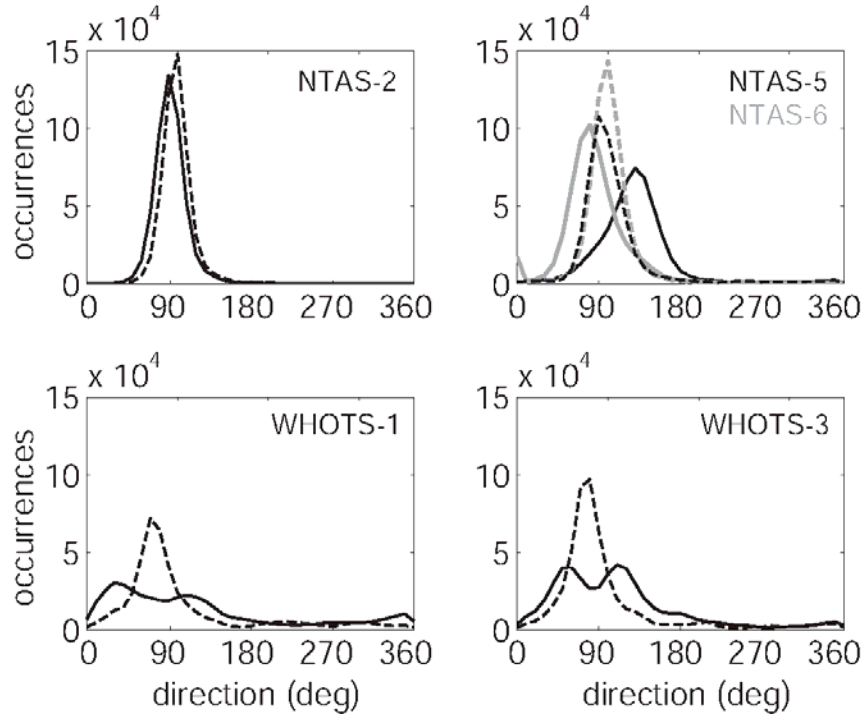 x 10^4
x 10^4
15
10
5
0
occurrences
NTAS-2
0 90 180 270 360
15
10
5
0
NTAS-5
NTAS-6
0 90 180 270 360
x 10^4
x 10^4
15
10
5
0
occurrences
WHOTS-1
0 90 180 270 360
direction (deg)
15
10
5
0
WHOTS-3
0 90 180 270 360
direction (deg)